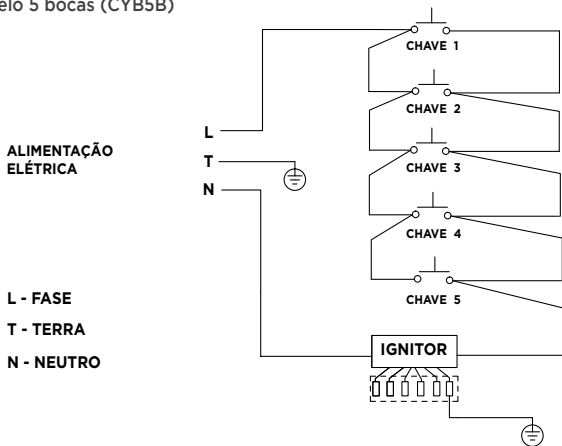 elo 5 bocas (CYB5B)
CHAVE 1
CHAVE 2
L
ALIMENTAÇÃO
ELÉTRICA
T
CHAVE 3
N
CHAVE 4
L - FASE
CHAVE 5
T - TERRA
N - NEUTRO
IGNITOR